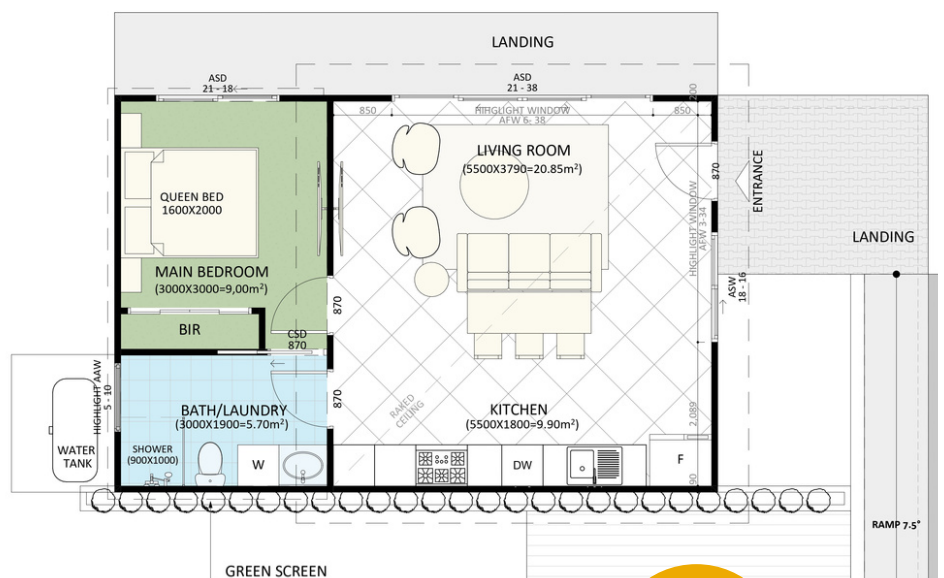 LANDING
ASD
21 - 18
ASD
21 - 38
200
850
HIGHLIGHT WINDOW
AFW 6- 38
850
LIVING ROOM
(5500X3790=20.85m²)
870
ENTRANCE
QUEEN BED
1600X2000
HIGHLIGHT WINDOW
AFW 3-34
LANDING
MAIN BEDROOM
(3000X3000=9,00m²)
ASW
18 - 16
870
BIR
CSD
870
HIGHLIGHT AAW
5 - 10
870
BATH/LAUNDRY
(3000X1900=5.70m²)
RAKED
CEILING
KITCHEN
(5500X1800=9.90m²)
2,089
WATER
TANK
SHOWER
(900X1000)
W
DW
F
90
RAMP 7-5°
GREEN SCREEN